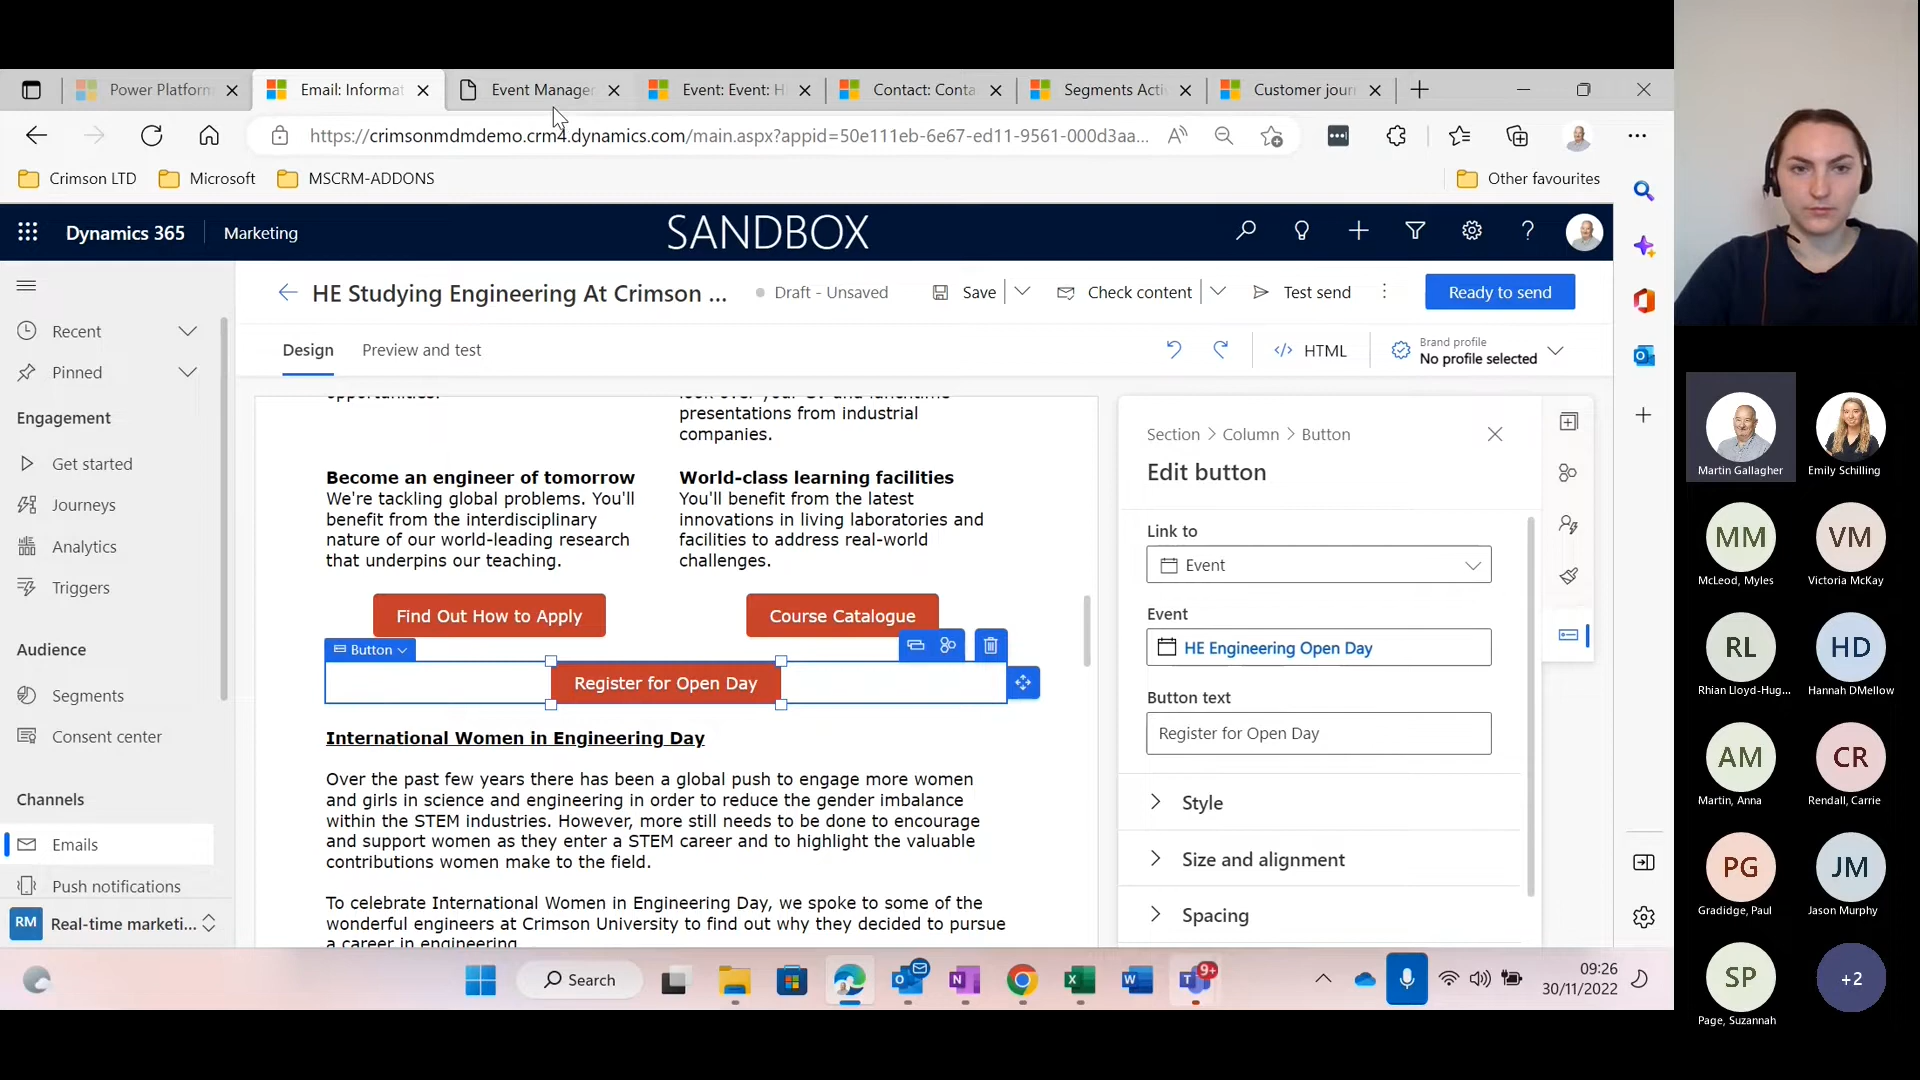 Power Platform
Email: Informat
Event Manager
Event: Event: H
Contact: Conta
Segments Acti
Customer jour
https://crimsonmdmdemo.crm4.dynamics.com/main.aspx?appid=50e111eb-6e67-ed11-9561-000d3aa...
Crimson LTD
Microsoft
MSCRM-ADDONS
Other favourites
Dynamics 365
Marketing
SANDBOX
HE Studying Engineering At Crimson ...
Draft - Unsaved
Save
Check content
Test send
Ready to send
Design
Preview and test
HTML
Brand profile
No profile selected
Recent
Pinned
Engagement
Get started
Journeys
Analytics
Triggers
Audience
Segments
Consent center
Channels
Emails
Push notifications
RM
Real-time marketi...
opportunities.
presentations from industrial
companies.
Become an engineer of tomorrow
We're tackling global problems. You'll
benefit from the interdisciplinary
nature of our world-leading research
that underpins our teaching.
World-class learning facilities
You'll benefit from the latest
innovations in living laboratories and
facilities to address real-world
challenges.
Find Out How to Apply
Course Catalogue
Button
Register for Open Day
International Women in Engineering Day
Over the past few years there has been a global push to engage more women
and girls in science and engineering in order to reduce the gender imbalance
within the STEM industries. However, more still needs to be done to encourage
and support women as they enter a STEM career and to highlight the valuable
contributions women make to the field.
To celebrate International Women in Engineering Day, we spoke to some of the
wonderful engineers at Crimson University to find out why they decided to pursue
a career in engineering.
Section > Column > Button
Edit button
Link to
Event
Event
HE Engineering Open Day
Button text
Register for Open Day
Style
Size and alignment
Spacing
Search
9+
09:26
30/11/2022
Martin Gallagher
Emily Schilling
MM
VM
McLeod, Myles
Victoria McKay
RL
HD
Rhian Lloyd-Hug...
Hannah DMellow
AM
CR
Martin, Anna
Rendall, Carrie
PG
JM
Gradidge, Paul
Jason Murphy
SP
+2
Page, Suzannah